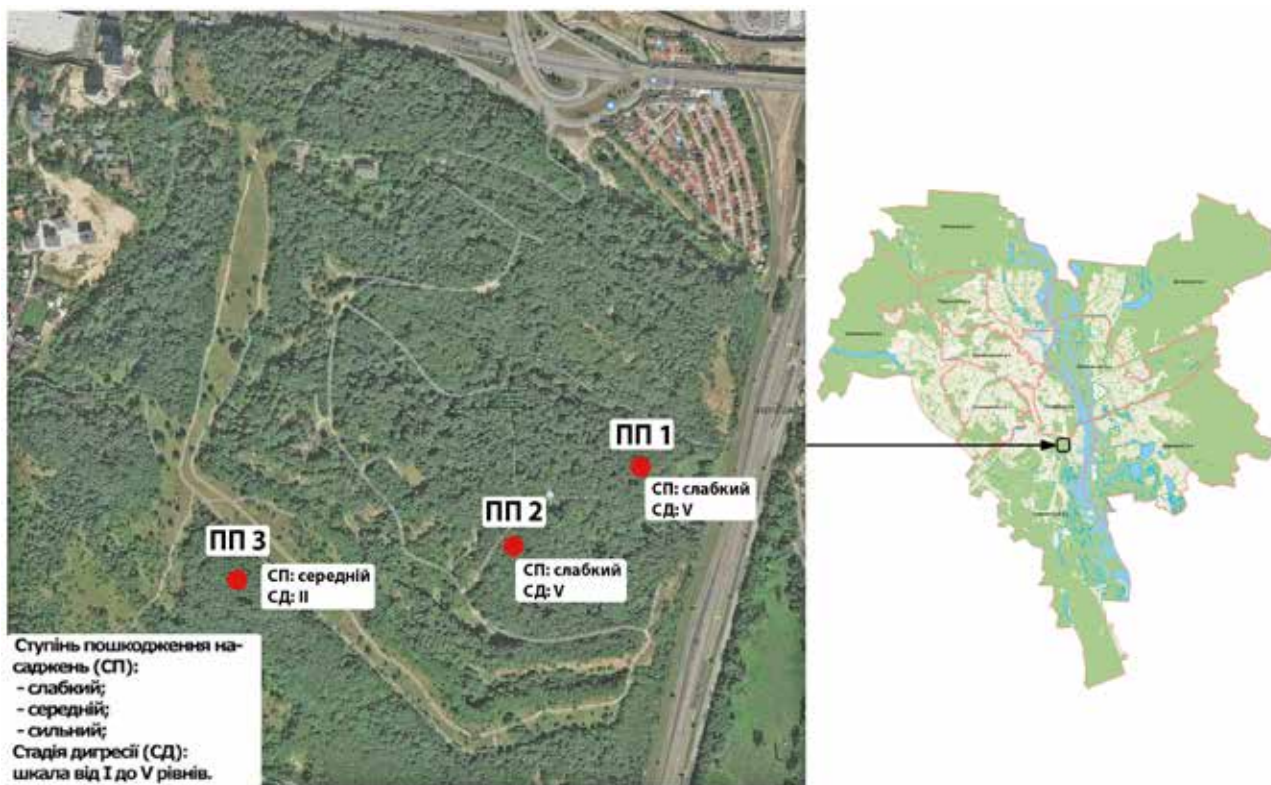 ПП 1
СП: слабкий
СД: V
ПП 2
СП: слабкий
СД: V
ПП 3
СП: середній
СД: II
Ступінь пошкодження на-
саджень (СП):
- слабкий;
- середній;
- сильний;
Стадія дигресії (СД):
шкала від I до V рівнів.